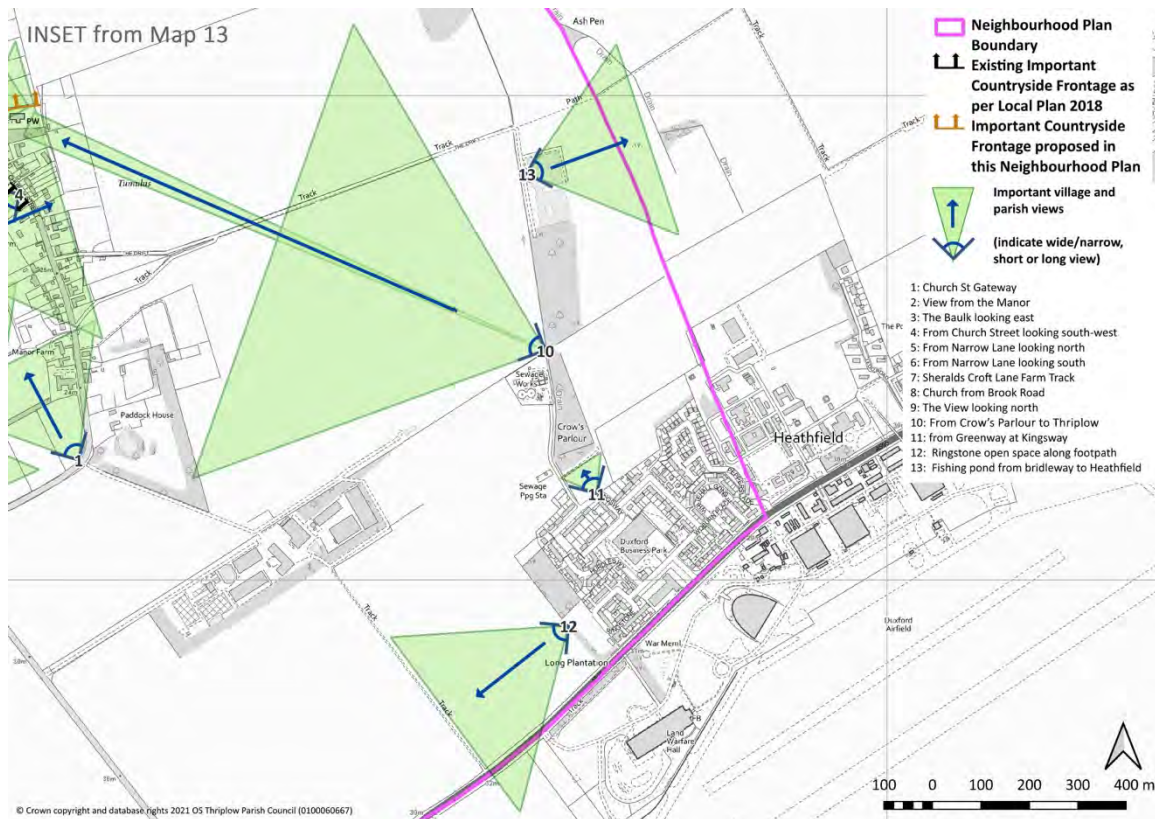 INSET from Map 13
Ash Pen
Drain
Drain
Drain
Drain
Path
Track
Track
Track
Track
PW
Tumulus
4
13
Track
Manor Farm
24m
Paddock House
1
10
Sewage
Works
Crow's
Parlour
Sewage
Ppg Sta
11
Heathfield
Duxford
Business Park
Track
12
Long Plantation
War Meml
Duxford
Airfield
Track
Track
Land
Warfare
Hall
Neighbourhood Plan
Boundary
Existing Important
Countryside Frontage as
per Local Plan 2018
Important Countryside
Frontage proposed in
this Neighbourhood Plan
Important village and
parish views
(indicate wide/narrow,
short or long view)
1: Church St Gateway
2: View from the Manor
3: The Baulk looking east
4: From Church Street looking south-west
5: From Narrow Lane looking north
6: From Narrow Lane looking south
7: Sheralds Croft Lane Farm Track
8: Church from Brook Road
9: The View looking north
10: From Crow's Parlour to Thriplow
11: from Greenway at Kingsway
12: Ringstone open space along footpath
13: Fishing pond from bridleway to Heathfield
100 0 100 200 300 400 m
© Crown copyright and database rights 2021 OS Thriplow Parish Council (0100060667)